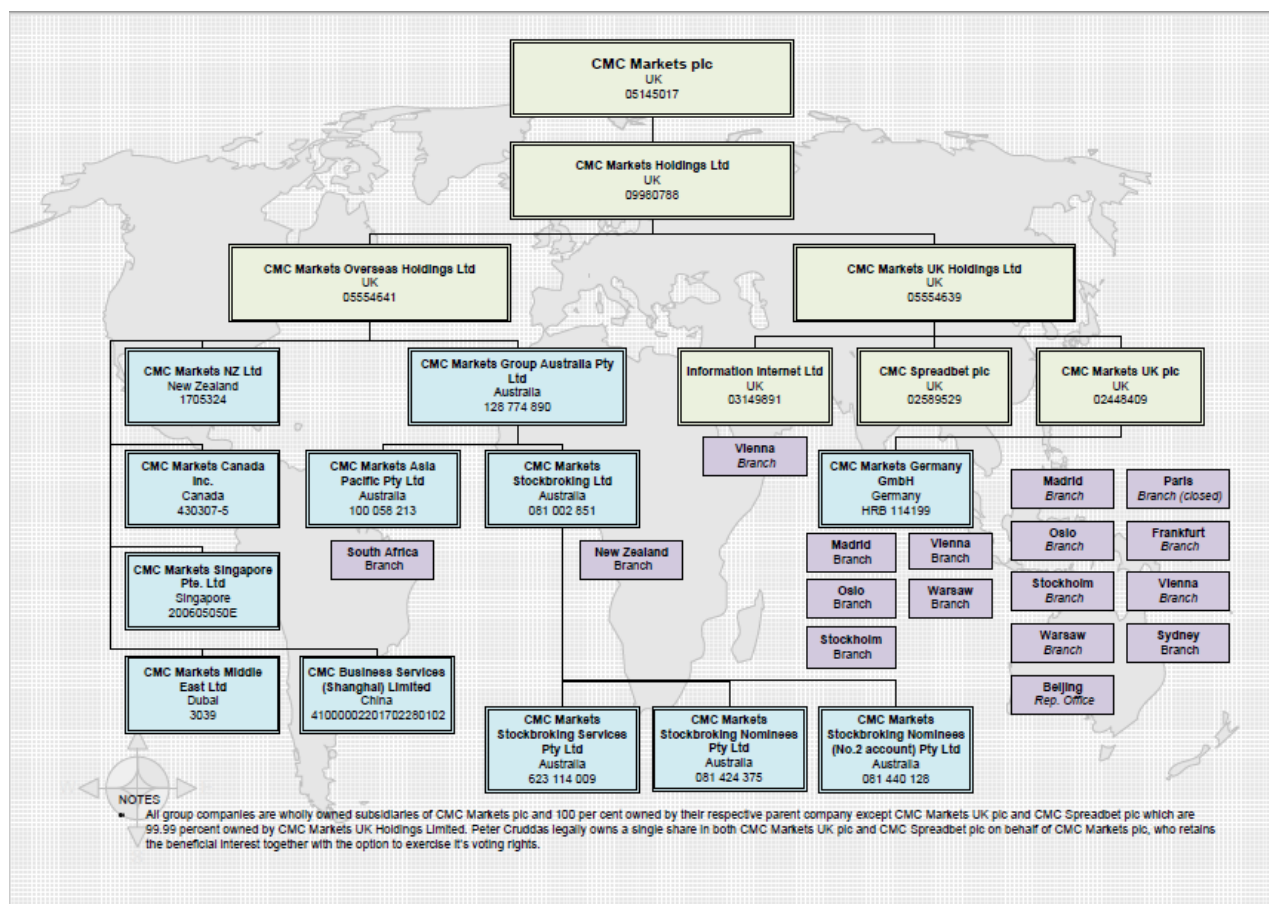 CMC Markets plc
UK
05145017
CMC Markets Holdings Ltd
UK
09980788
CMC Markets Overseas Holdings Ltd
UK
05554641
CMC Markets UK Holdings Ltd
UK
05554639
CMC Markets NZ Ltd
New Zealand
1705324
CMC Markets Group Australia Pty
Ltd
Australia
128 774 890
Information Internet Ltd
UK
03149891
CMC Spreadbet plc
UK
02589529
CMC Markets UK plc
UK
02448409
CMC Markets Canada
Inc.
Canada
430307-5
CMC Markets Asia
Pacific Pty Ltd
Australia
100 058 213
CMC Markets
Stockbroking Ltd
Australia
081 002 851
Vienna
Branch
CMC Markets Germany
GmbH
Germany
HRB 114199
Madrid
Branch
Paris
Branch (closed)
Oslo
Branch
Frankfurt
Branch
Stockholm
Branch
Vienna
Branch
Warsaw
Branch
Sydney
Branch
Beijing
Rep. Office
South Africa
Branch
New Zealand
Branch
Madrid
Branch
Vienna
Branch
Oslo
Branch
Warsaw
Branch
Stockholm
Branch
CMC Markets Singapore
Pte. Ltd
Singapore
200605050E
CMC Markets Middle
East Ltd
Dubai
3039
CMC Business Services
(Shanghai) Limited
China
41000002201702280102
CMC Markets
Stockbroking Services
Pty Ltd
Australia
623 114 009
CMC Markets
Stockbroking Nominees
Pty Ltd
Australia
081 424 375
CMC Markets
Stockbroking Nominees
(No.2 account) Pty Ltd
Australia
081 440 128
NOTES
All group companies are wholly owned subsidiaries of CMC Markets plc and 100 per cent owned by their respective parent company except CMC Markets UK plc and CMC Spreadbet plc which are
99.99 percent owned by CMC Markets UK Holdings Limited. Peter Cruddas legally owns a single share in both CMC Markets UK plc and CMC Spreadbet plc on behalf of CMC Markets plc, who retains
the beneficial interest together with the option to exercise it's voting rights.